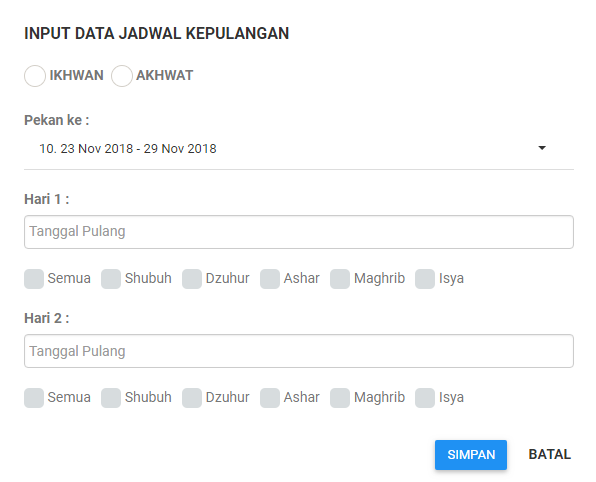 INPUT DATA JADWAL KEPULANGAN
IKHWAN AKHWAT
Pekan ke :
10. 23 Nov 2018 - 29 Nov 2018
Hari 1 :
Tanggal Pulang
Semua Shubuh Dzuhur Ashar Maghrib Isya
Hari 2 :
Tanggal Pulang
Semua Shubuh Dzuhur Ashar Maghrib Isya
SIMPAN BATAL